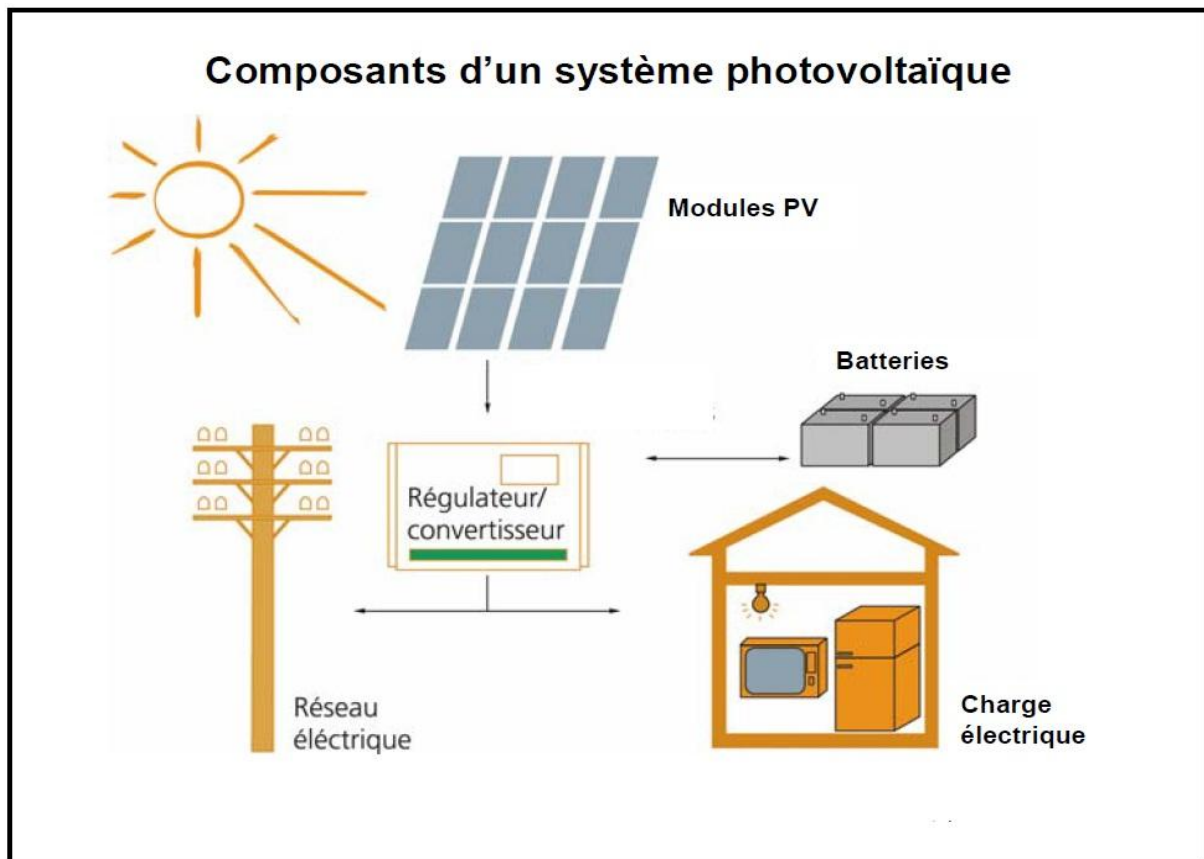 Composants d'un système photovoltaïque
Modules PV
Batteries
Régulateur/
convertisseur
Réseau
éléctrique
Charge
électrique